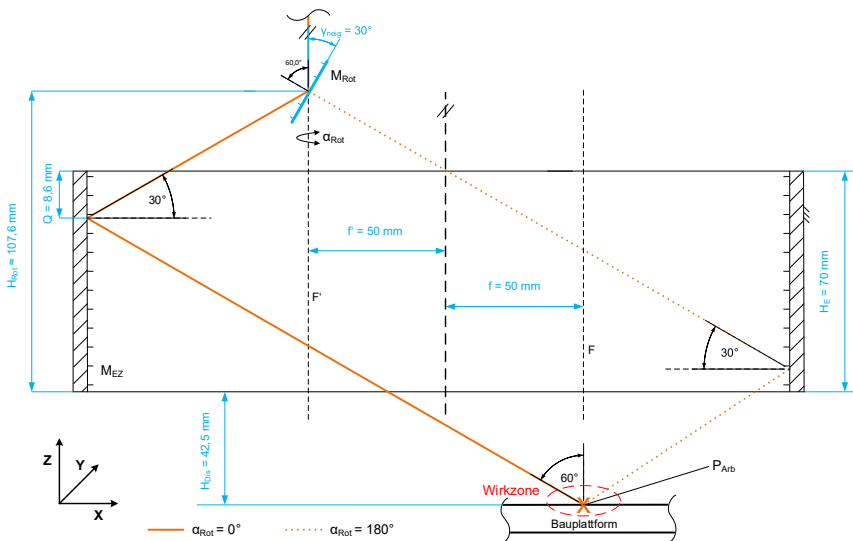 γneig = 30°
60,0°
MRot
αRot
Q = 8,6 mm
30°
HRot ≈ 107,6 mm
f' = 50 mm
f = 50 mm
HE = 70 mm
F'
F
30°
MEZ
HDis = 42,5 mm
60°
PArb
Wirkzone
X
Bauplattform
Z
Y
X
αRot = 0°
αRot = 180°